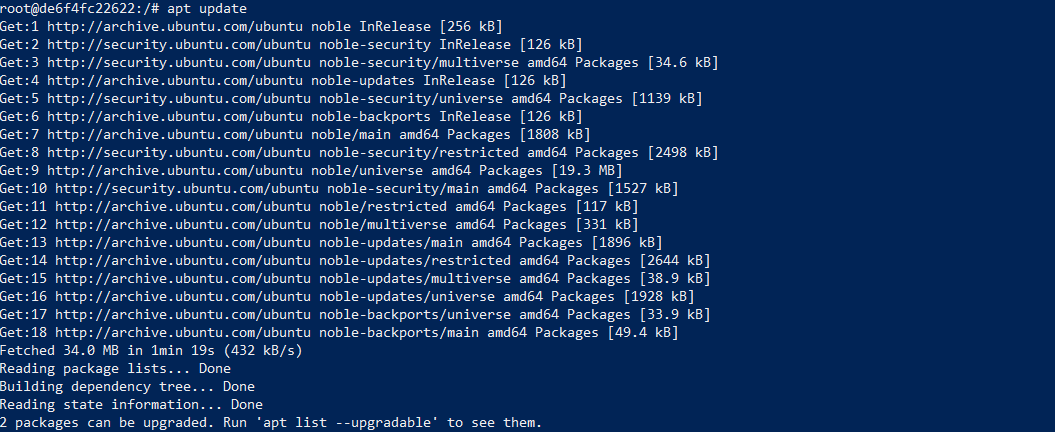 root@de6f4fc22622:/# apt update
Get:1 http://archive.ubuntu.com/ubuntu noble InRelease [256 kB]
Get:2 http://security.ubuntu.com/ubuntu noble-security InRelease [126 kB]
Get:3 http://security.ubuntu.com/ubuntu noble-security/multiverse amd64 Packages [34.6 kB]
Get:4 http://archive.ubuntu.com/ubuntu noble-updates InRelease [126 kB]
Get:5 http://security.ubuntu.com/ubuntu noble-security/universe amd64 Packages [1139 kB]
Get:6 http://archive.ubuntu.com/ubuntu noble-backports InRelease [126 kB]
Get:7 http://archive.ubuntu.com/ubuntu noble/main amd64 Packages [1808 kB]
Get:8 http://security.ubuntu.com/ubuntu noble-security/restricted amd64 Packages [2498 kB]
Get:9 http://archive.ubuntu.com/ubuntu noble/universe amd64 Packages [19.3 MB]
Get:10 http://security.ubuntu.com/ubuntu noble-security/main amd64 Packages [1527 kB]
Get:11 http://archive.ubuntu.com/ubuntu noble/restricted amd64 Packages [117 kB]
Get:12 http://archive.ubuntu.com/ubuntu noble/multiverse amd64 Packages [331 kB]
Get:13 http://archive.ubuntu.com/ubuntu noble-updates/main amd64 Packages [1896 kB]
Get:14 http://archive.ubuntu.com/ubuntu noble-updates/restricted amd64 Packages [2644 kB]
Get:15 http://archive.ubuntu.com/ubuntu noble-updates/multiverse amd64 Packages [38.9 kB]
Get:16 http://archive.ubuntu.com/ubuntu noble-updates/universe amd64 Packages [1928 kB]
Get:17 http://archive.ubuntu.com/ubuntu noble-backports/universe amd64 Packages [33.9 kB]
Get:18 http://archive.ubuntu.com/ubuntu noble-backports/main amd64 Packages [49.4 kB]
Fetched 34.0 MB in 1min 19s (432 kB/s)
Reading package lists... Done
Building dependency tree... Done
Reading state information... Done
2 packages can be upgraded. Run 'apt list --upgradable' to see them.